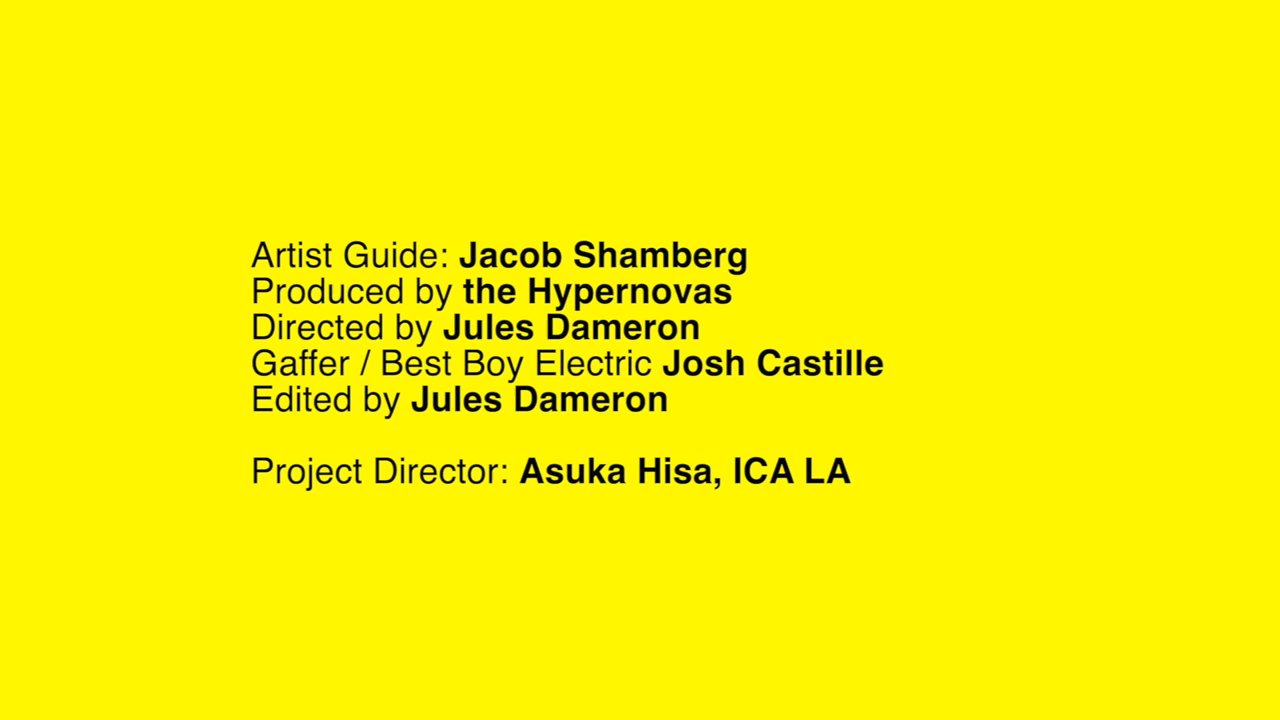 Artist Guide: Jacob Shamberg
Produced by the Hypernovas
Directed by Jules Dameron
Gaffer / Best Boy Electric Josh Castille
Edited by Jules Dameron
Project Director: Asuka Hisa, ICA LA